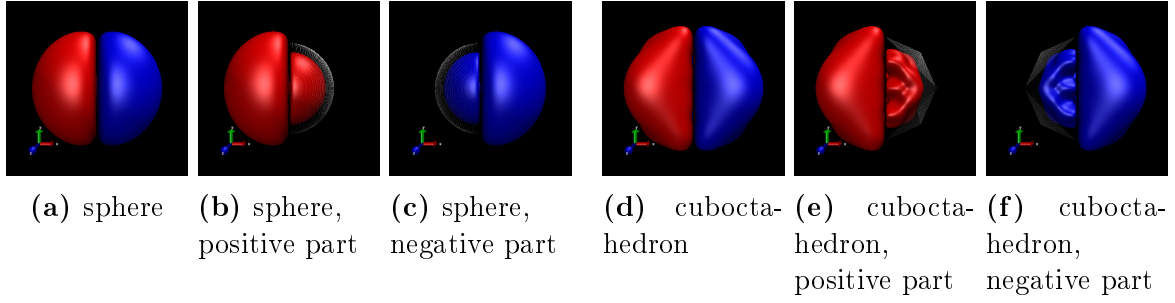 (a) sphere
(b) sphere,
positive part
(c) sphere,
negative part
(d) cubocta-
hedron
(e) cubocta-
hedron,
positive part
(f) cubocta-
hedron,
negative part